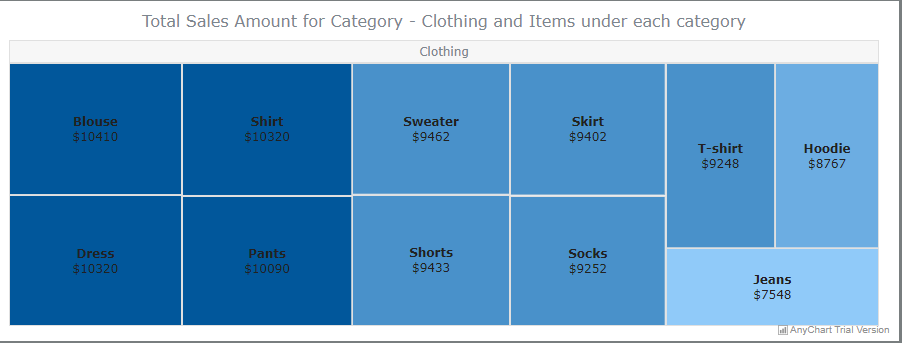 Total Sales Amount for Category - Clothing and Items under each category
Clothing
Blouse
$10410
Shirt
$10320
Sweater
$9462
Skirt
$9402
T-shirt
$9248
Hoodie
$8767
Dress
$10320
Pants
$10090
Shorts
$9433
Socks
$9252
Jeans
$7548
AnyChart Trial Version